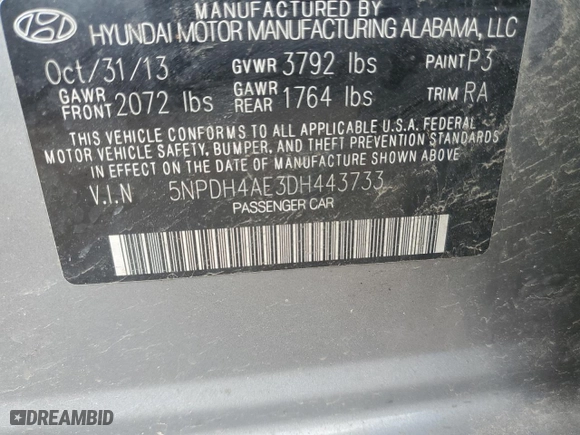 MANUFACTURED BY
HYUNDAI MOTOR MANUFACTURING ALABAMA, LLC
Oct/31/13 GVWR 3792 lbs PAINT P3
GAWR FRONT 2072 lbs GAWR REAR 1764 lbs TRIM RA
THIS VEHICLE CONFORMS TO ALL APPLICABLE U.S.A. FEDERAL
MOTOR VEHICLE SAFETY, BUMPER, AND THEFT PREVENTION STANDARDS
IN EFFECT ON THE DATE OF MANUFACTURE SHOWN ABOVE
V.I.N 5NPDH4AE3DH443733
PASSENGER CAR
DREAMBID